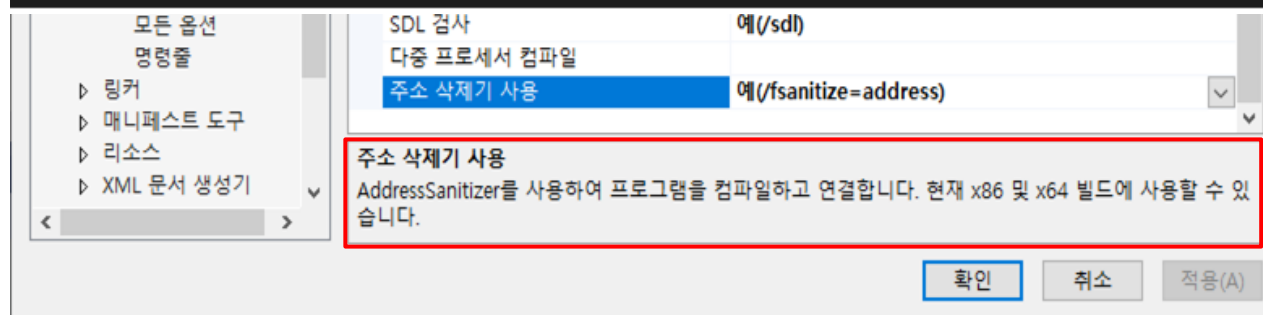 모든 옵션
명령줄
링커
매니페스트 도구
리소스
XML 문서 생성기
SDL 검사 예(/sdl)
다중 프로세서 컴파일
주소 삭제기 사용 예(/fsanitize=address)
주소 삭제기 사용
AddressSanitizer를 사용하여 프로그램을 컴파일하고 연결합니다. 현재 x86 및 x64 빌드에 사용할 수 있
습니다.
확인 취소 적용(A)